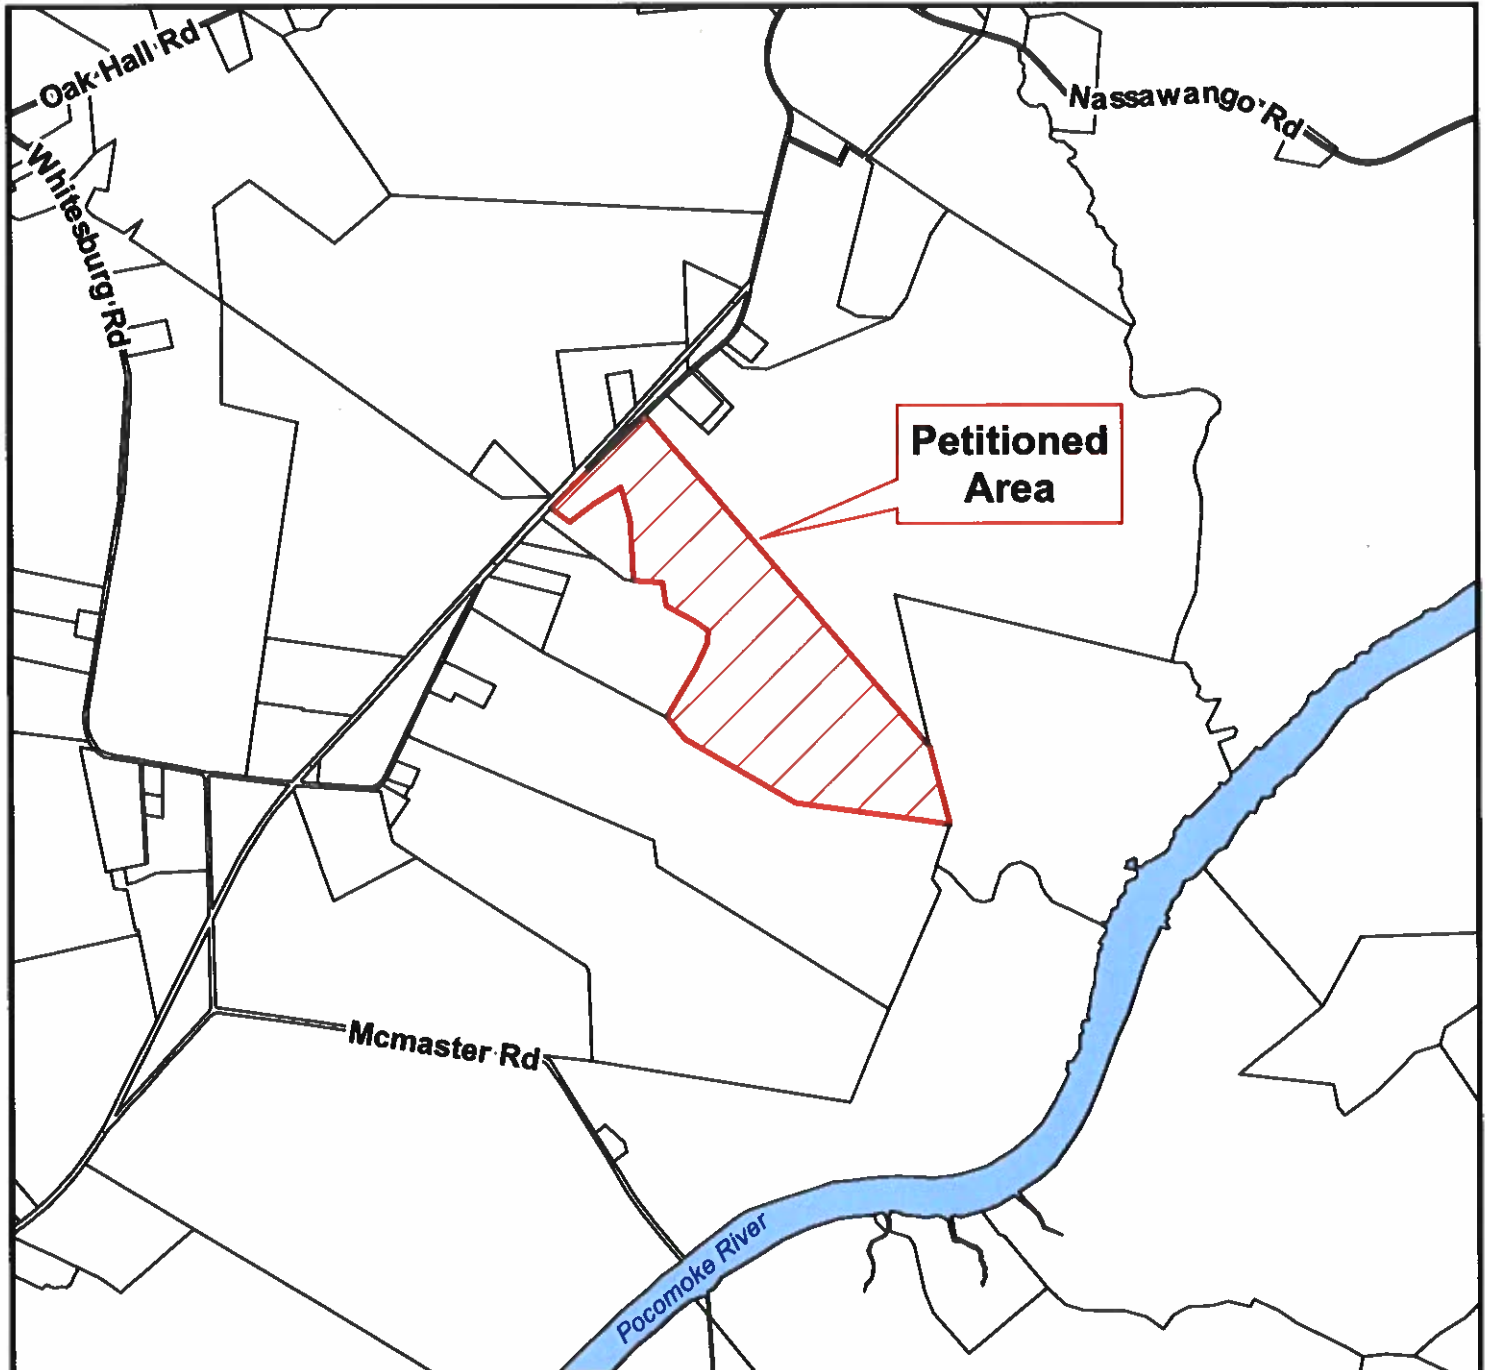 Oak Hall Rd
Nassawango Rd
Whitesburg Rd
Petitioned
Area
Mcmaster Rd
Pocomoke River